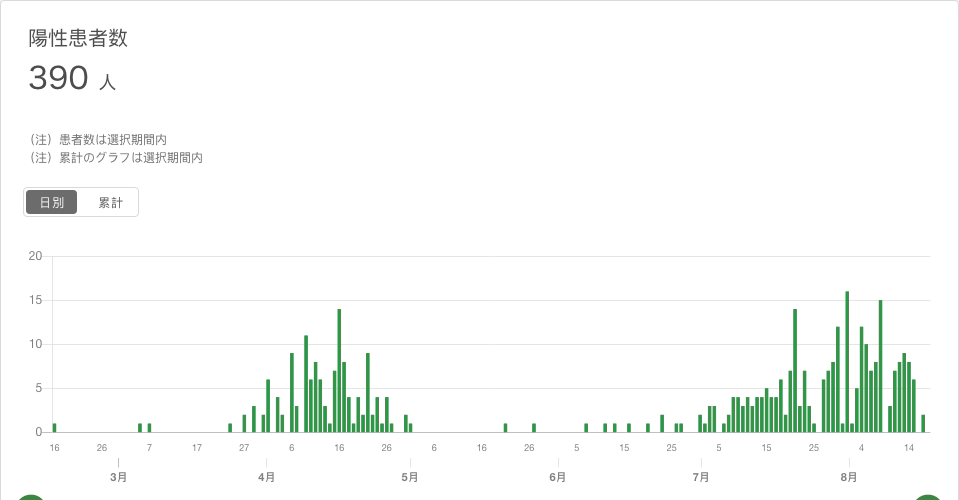 陽性患者数
390 人
（注）患者数は選択期間内
（注）累計のグラフは選択期間内
日別 累計
20
15
10
5
0
16 26 7 17 27 6 16 26 6 16 26 5 15 25 5 15 25 4 14
3月 4月 5月 6月 7月 8月